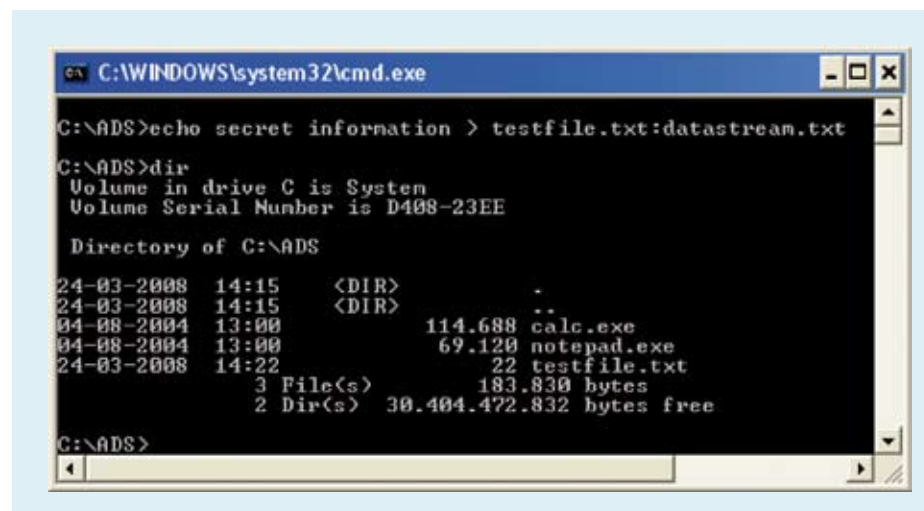 C:\WINDOWS\system32\cmd.exe
C:\ADS>echo secret information > testfile.txt:datastream.txt
C:\ADS>dir
Volume in drive C is System
Volume Serial Number is D408-23EE
Directory of C:\ADS
24-03-2008 14:15 <DIR> .
24-03-2008 14:15 <DIR> ..
04-08-2004 13:00 114.688 calc.exe
04-08-2004 13:00 69.120 notepad.exe
24-03-2008 14:22 22 testfile.txt
3 File(s) 183.830 bytes
2 Dir(s) 30.404.472.832 bytes free
C:\ADS>